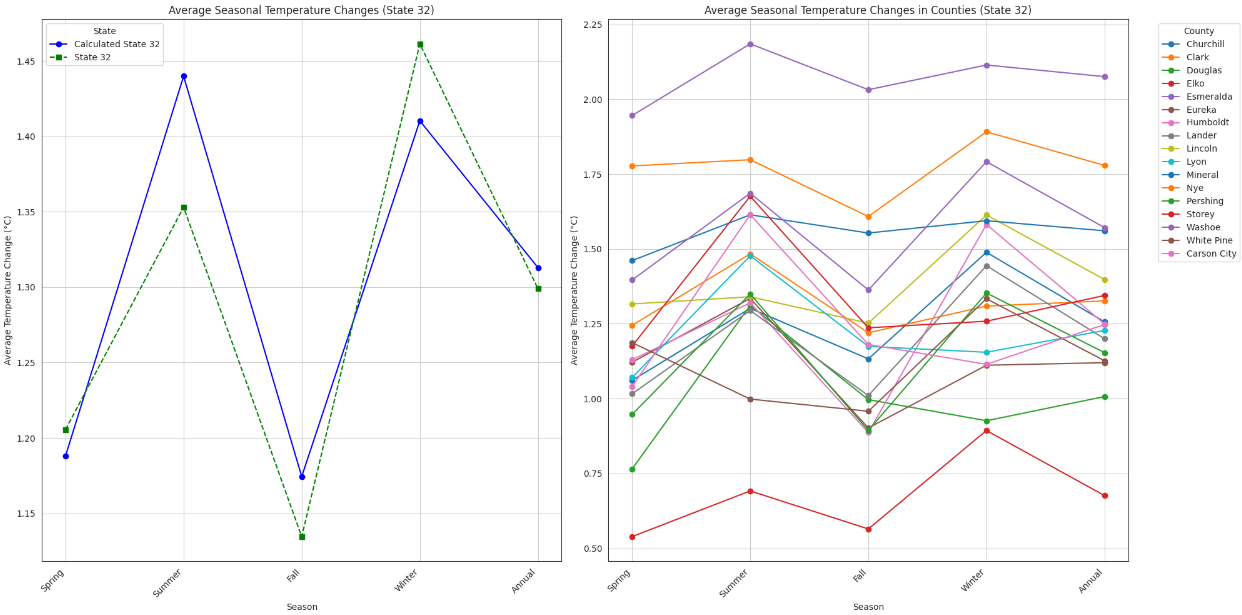 Average Seasonal Temperature Changes (State 32)
State
Calculated State 32
State 32
1.45
1.40
1.35
1.30
1.25
1.20
1.15
Average Temperature Change (°C)
Spring
Summer
Fall
Winter
Annual
Season
Average Seasonal Temperature Changes in Counties (State 32)
2.25
2.00
1.75
1.50
1.25
1.00
0.75
0.50
Average Temperature Change (°C)
Spring
Summer
Fall
Winter
Annual
Season
County
Churchill
Clark
Douglas
Elko
Esmeralda
Eureka
Humboldt
Lander
Lincoln
Lyon
Mineral
Nye
Pershing
Storey
Washoe
White Pine
Carson City